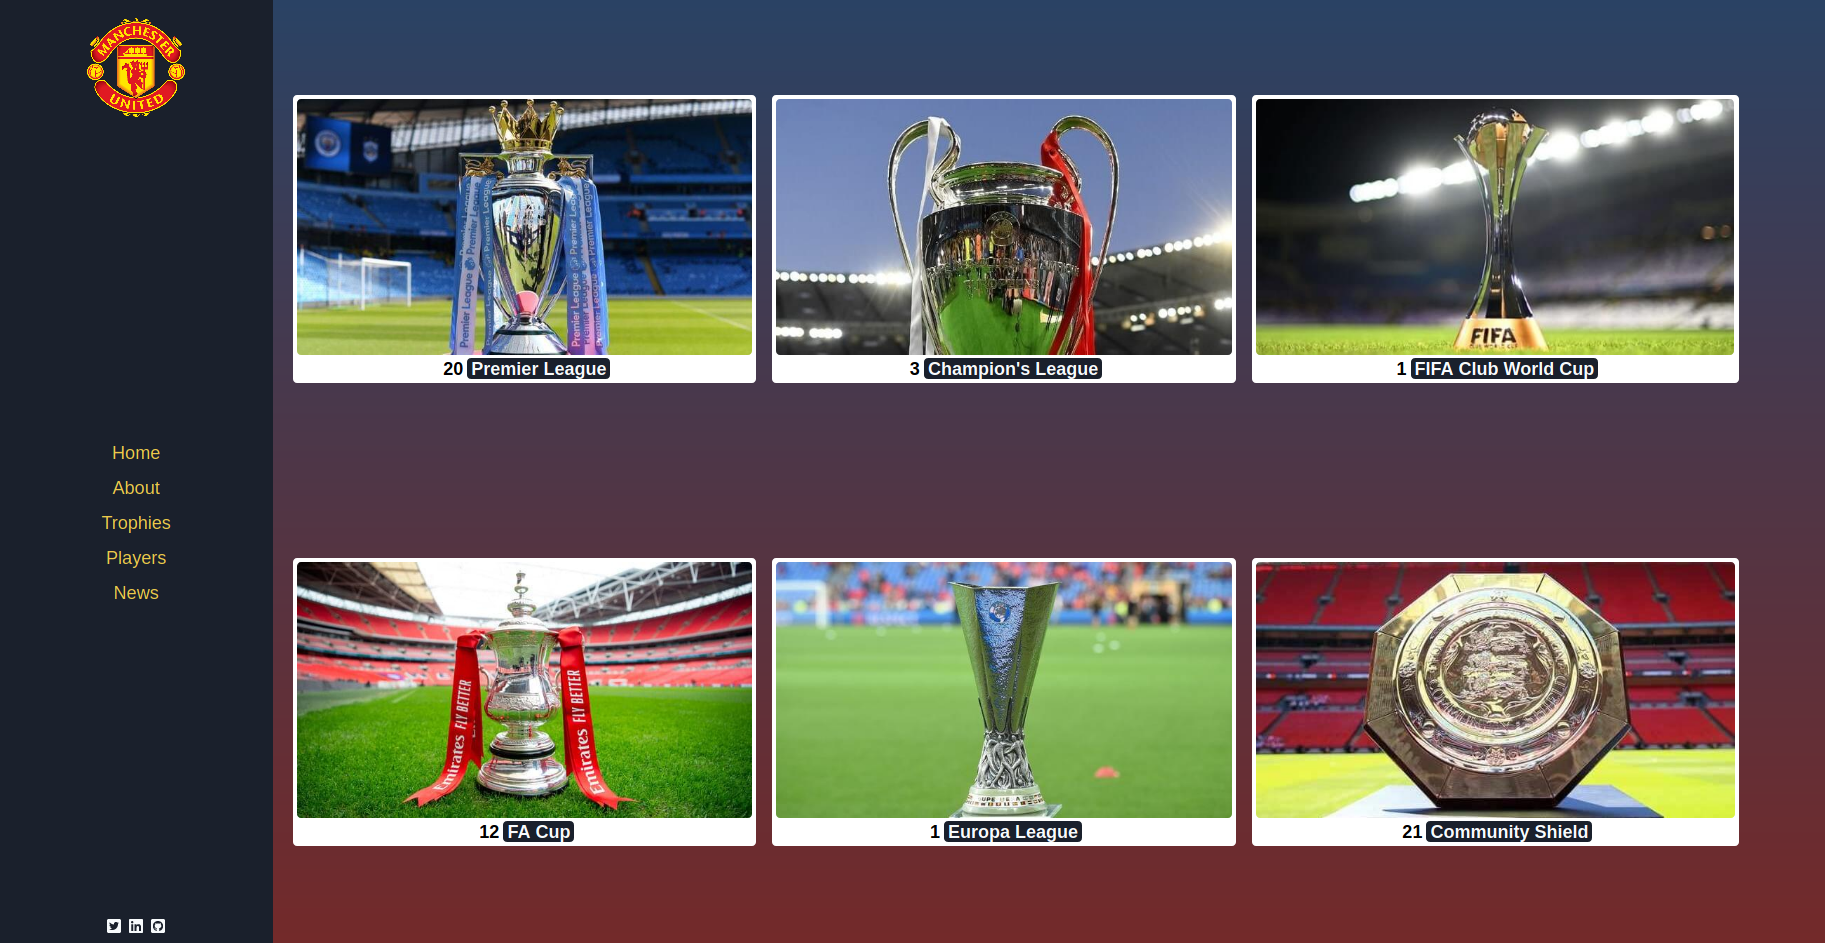 MANCHESTER
UNITED
Home
About
Trophies
Players
News
Premier League
Premier League
Premier League
Premier League
20 Premier League
3 Champion's League
FIFA
1 FIFA Club World Cup
Emirates FLY BETTER
Emirates FLY BETTER
12 FA Cup
1 Europa League
21 Community Shield